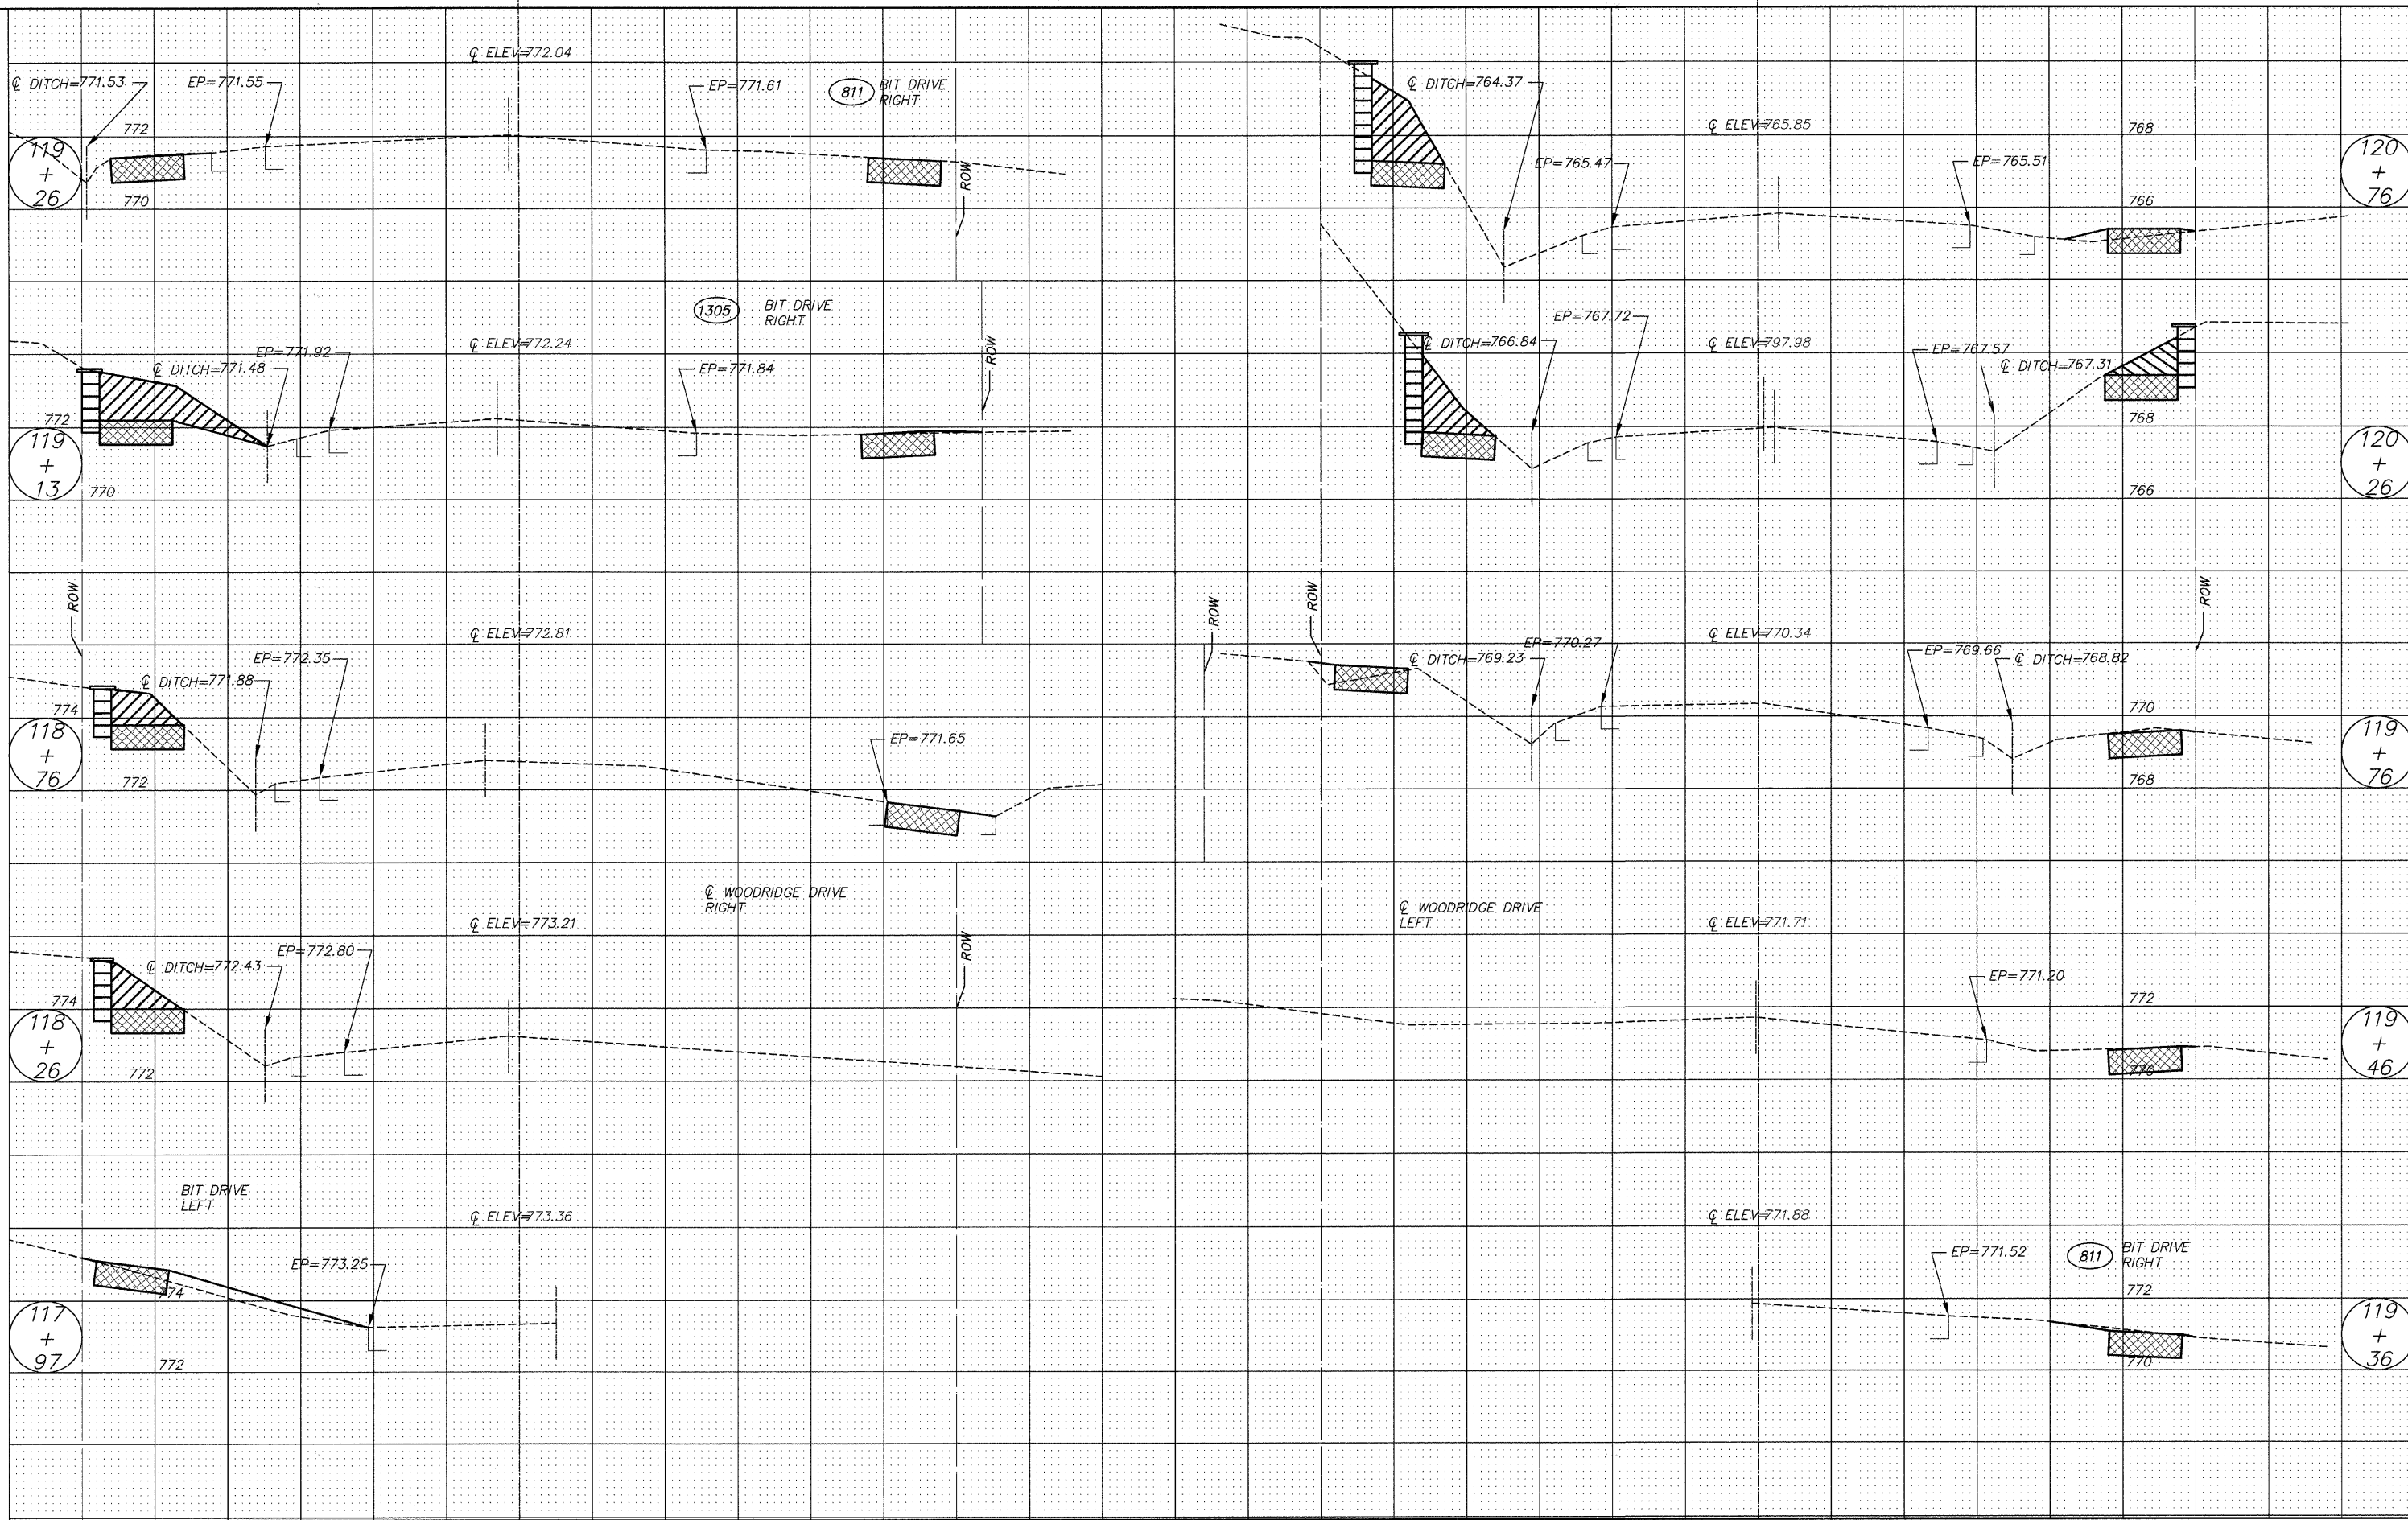 ℄ ELEV=772.04
℄ DITCH=771.53
EP=771.55
EP=771.61
811
BIT DRIVE
RIGHT
772
119
+
26
770
ROW
1305
BIT DRIVE
RIGHT
℄ ELEV=772.24
EP=771.92
℄ DITCH=771.48
EP=771.84
ROW
772
119
+
13
770
ROW
℄ ELEV=772.81
EP=772.35
℄ DITCH=771.88
774
118
+
76
772
EP=771.65
℄ WOODRIDGE DRIVE
RIGHT
℄ ELEV=773.21
EP=772.80
℄ DITCH=772.43
ROW
774
118
+
26
772
BIT DRIVE
LEFT
℄ ELEV=773.36
EP=773.25
774
117
+
97
772
℄ DITCH=764.37
℄ ELEV=765.85
EP=765.47
EP=765.51
768
120
+
76
766
EP=767.72
℄ DITCH=766.84
℄ ELEV=797.98
EP=767.57
℄ DITCH=767.31
768
120
+
26
766
ROW
ROW
ROW
℄ ELEV=770.34
EP=770.27
℄ DITCH=769.23
EP=769.66
℄ DITCH=768.82
770
119
+
76
768
℄ WOODRIDGE DRIVE
LEFT
℄ ELEV=771.71
EP=771.20
772
119
+
46
770
℄ ELEV=771.88
EP=771.52
811
BIT DRIVE
RIGHT
772
119
+
36
770